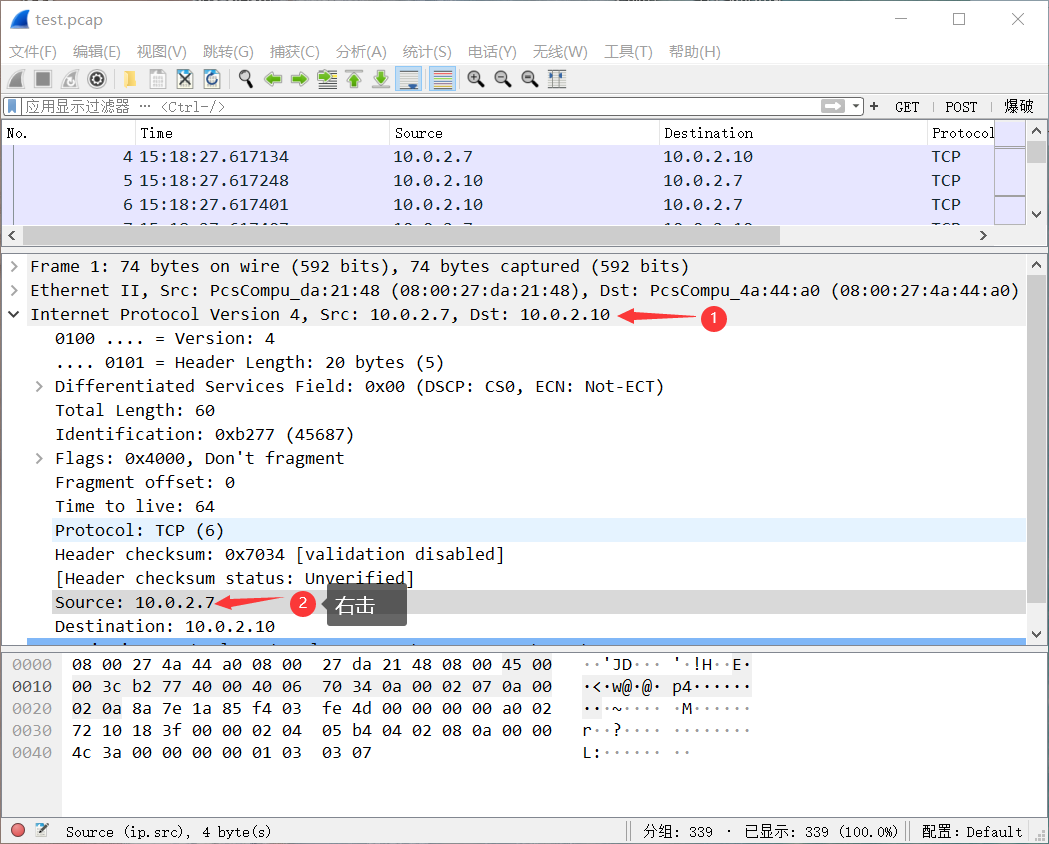 test.pcap
文件(F) 编辑(E) 视图(V) 跳转(G) 捕获(C) 分析(A) 统计(S) 电话(Y) 无线(W) 工具(T) 帮助(H)
应用显示过滤器 ··· <Ctrl-/> + GET POST 爆破
No. Time Source Destination Protocol
4 15:18:27.617134 10.0.2.7 10.0.2.10 TCP
5 15:18:27.617248 10.0.2.10 10.0.2.7 TCP
6 15:18:27.617401 10.0.2.10 10.0.2.7 TCP
Frame 1: 74 bytes on wire (592 bits), 74 bytes captured (592 bits)
Ethernet II, Src: PcsCompu_da:21:48 (08:00:27:da:21:48), Dst: PcsCompu_4a:44:a0 (08:00:27:4a:44:a0)
Internet Protocol Version 4, Src: 10.0.2.7, Dst: 10.0.2.10 1
0100 .... = Version: 4
.... 0101 = Header Length: 20 bytes (5)
Differentiated Services Field: 0x00 (DSCP: CS0, ECN: Not-ECT)
Total Length: 60
Identification: 0xb277 (45687)
Flags: 0x4000, Don't fragment
Fragment offset: 0
Time to live: 64
Protocol: TCP (6)
Header checksum: 0x7034 [validation disabled]
[Header checksum status: Unverified]
Source: 10.0.2.7 2 右击
Destination: 10.0.2.10
0000 08 00 27 4a 44 a0 08 00 27 da 21 48 08 00 45 00 ··'JD··· '·!H··E·
0010 00 3c b2 77 40 00 40 06 70 34 0a 00 02 07 0a 00 ·<·w@·@· p4······
0020 02 0a 8a 7e 1a 85 f4 03 fe 4d 00 00 00 00 a0 02 ···~···· ·M······
0030 72 10 18 3f 00 00 02 04 05 b4 04 02 08 0a 00 00 r··?···· ········
0040 4c 3a 00 00 00 00 01 03 03 07 L:······ ··
Source (ip.src), 4 byte(s) 分组: 339 · 已显示: 339 (100.0%) 配置: Default